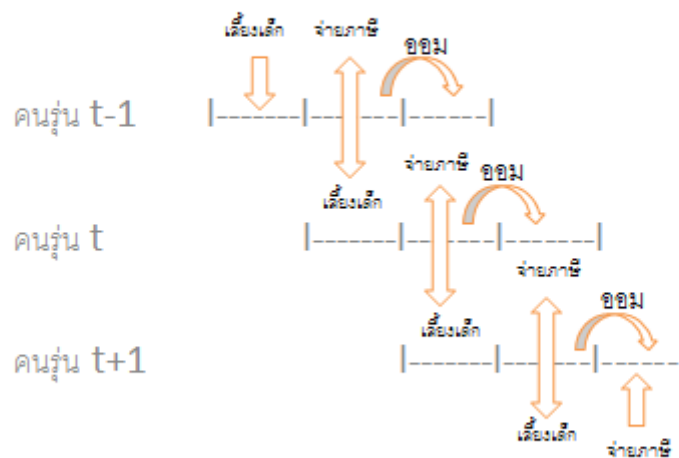 เลี้ยงเด็ก จ่ายภาษี ออม
คนรุ่น t-1 |-------|-------|------|
จ่ายภาษี ออม
เลี้ยงเด็ก
คนรุ่น t |-------|-------|-------|
จ่ายภาษี
ออม
เลี้ยงเด็ก
คนรุ่น t+1 |-------|-------|------
เลี้ยงเด็ก
จ่ายภาษี